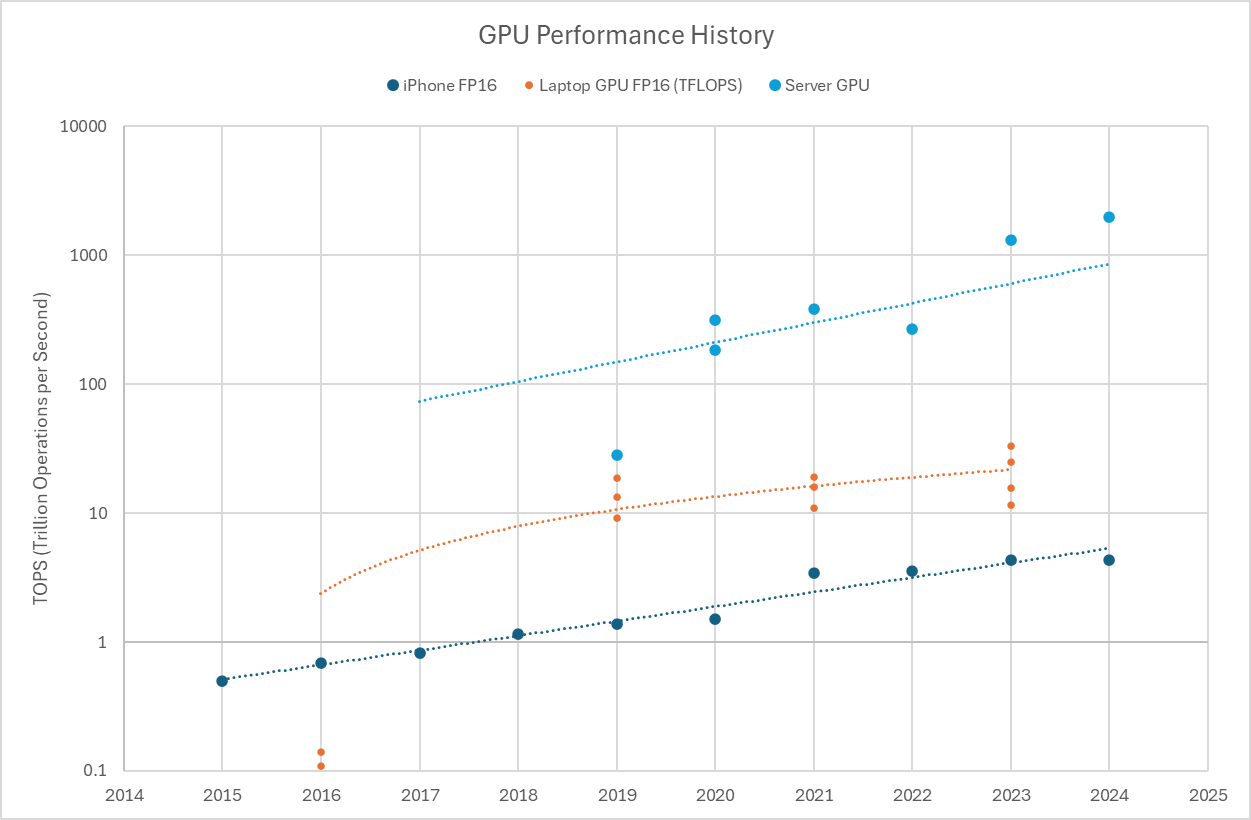 GPU Performance History
iPhone FP16 Laptop GPU FP16 (TFLOPS) Server GPU
TOPS (Trillion Operations per Second)
10000
1000
100
10
1
0.1
2014 2015 2016 2017 2018 2019 2020 2021 2022 2023 2024 2025